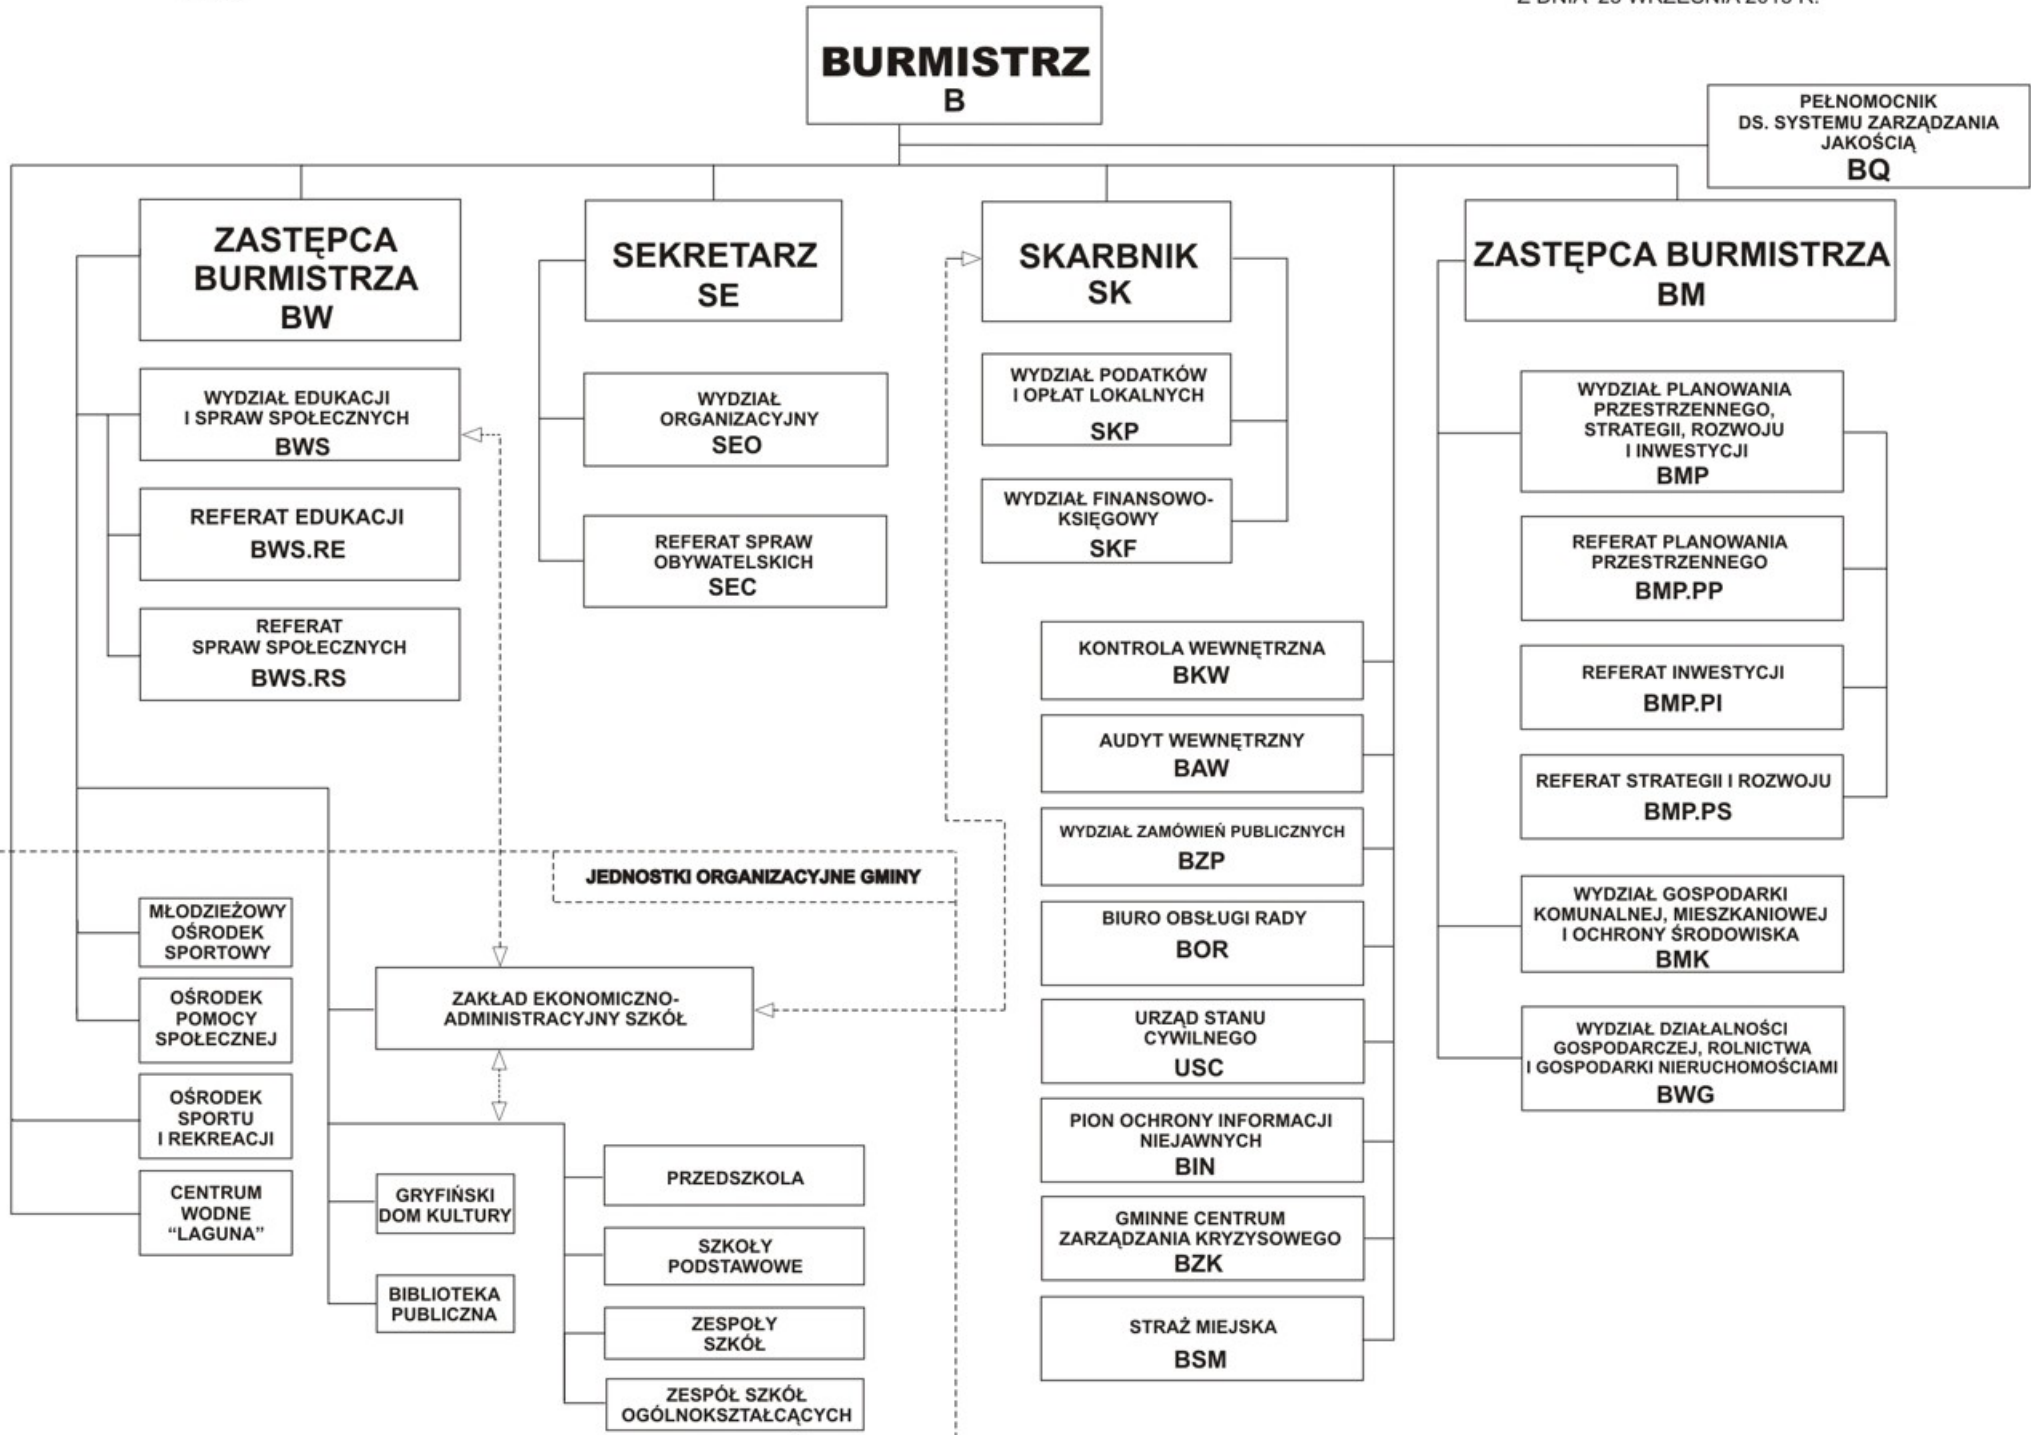 BURMISTRZ
B
PEŁNOMOCNIK
DS. SYSTEMU ZARZĄDZANIA
JAKOŚCIĄ
BQ
ZASTĘPCA
BURMISTRZA
BW
SEKRETARZ
SE
SKARBNIK
SK
ZASTĘPCA BURMISTRZA
BM
WYDZIAŁ EDUKACJI
I SPRAW SPOŁECZNYCH
BWS
REFERAT EDUKACJI
BWS.RE
REFERAT
SPRAW SPOŁECZNYCH
BWS.RS
WYDZIAŁ
ORGANIZACYJNY
SEO
REFERAT SPRAW
OBYWATELSKICH
SEC
WYDZIAŁ PODATKÓW
I OPŁAT LOKALNYCH
SKP
WYDZIAŁ FINANSOWO-
KSIĘGOWY
SKF
WYDZIAŁ PLANOWANIA
PRZESTRZENNEGO,
STRATEGII, ROZWOJU
I INWESTYCJI
BMP
REFERAT PLANOWANIA
PRZESTRZENNEGO
BMP.PP
REFERAT INWESTYCJI
BMP.PI
REFERAT STRATEGII I ROZWOJU
BMP.PS
WYDZIAŁ GOSPODARKI
KOMUNALNEJ, MIESZKANIOWEJ
I OCHRONY ŚRODOWISKA
BMK
WYDZIAŁ DZIAŁALNOŚCI
GOSPODARCZEJ, ROLNICTWA
I GOSPODARKI NIERUCHOMOŚCIAMI
BWG
KONTROLA WEWNĘTRZNA
BKW
AUDYT WEWNĘTRZNY
BAW
WYDZIAŁ ZAMÓWIEŃ PUBLICZNYCH
BZP
BIURO OBSŁUGI RADY
BOR
URZĄD STANU
CYWILNEGO
USC
PION OCHRONY INFORMACJI
NIEJAWNYCH
BIN
GMINNE CENTRUM
ZARZĄDZANIA KRYZYSOWEGO
BZK
STRAŻ MIEJSKA
BSM
JEDNOSTKI ORGANIZACYJNE GMINY
MŁODZIEŻOWY
OŚRODEK
SPORTOWY
OŚRODEK
POMOCY
SPOŁECZNEJ
OŚRODEK
SPORTU
I REKREACJI
CENTRUM
WODNE
“LAGUNA”
ZAKŁAD EKONOMICZNO-
ADMINISTRACYJNY SZKÓŁ
GRYFIŃSKI
DOM KULTURY
BIBLIOTEKA
PUBLICZNA
PRZEDSZKOLA
SZKOŁY
PODSTAWOWE
ZESPOŁY
SZKÓŁ
ZESPÓŁ SZKÓŁ
OGÓLNOKSZTAŁCĄCYCH